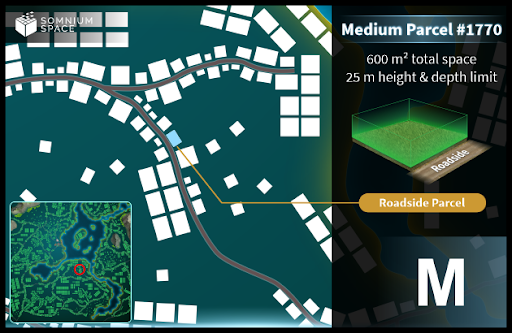 SOMNIUM
SPACE
Medium Parcel #1770
600 m² total space
25 m height & depth limit
Roadside
Roadside Parcel
M